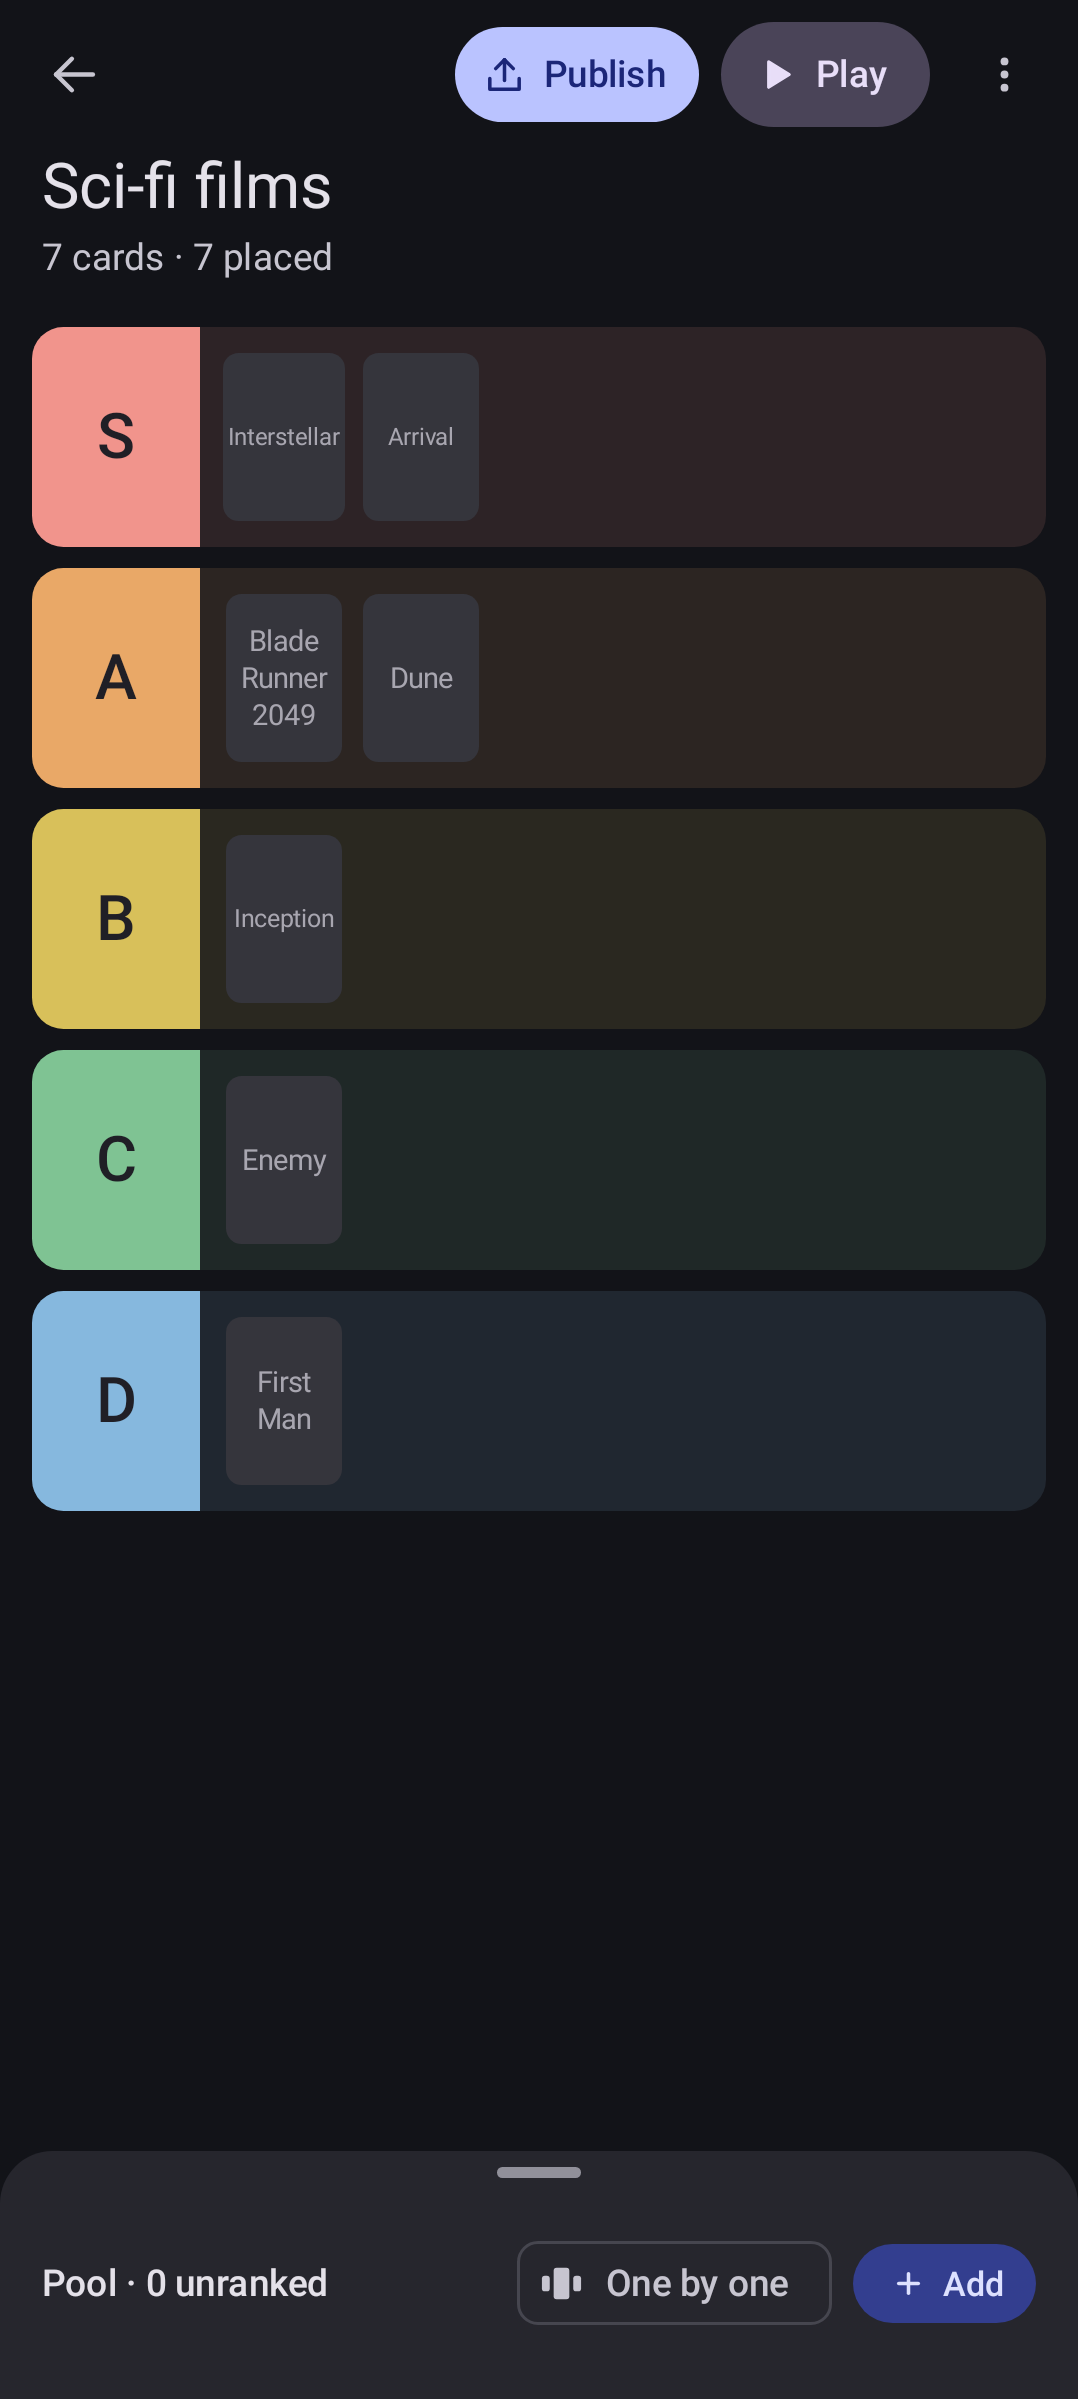 Publish
Play
Sci-fi films
7 cards · 7 placed
S
Interstellar
Arrival
A
Blade
Runner
2049
Dune
B
Inception
C
Enemy
D
First
Man
Pool · 0 unranked
One by one
+ Add